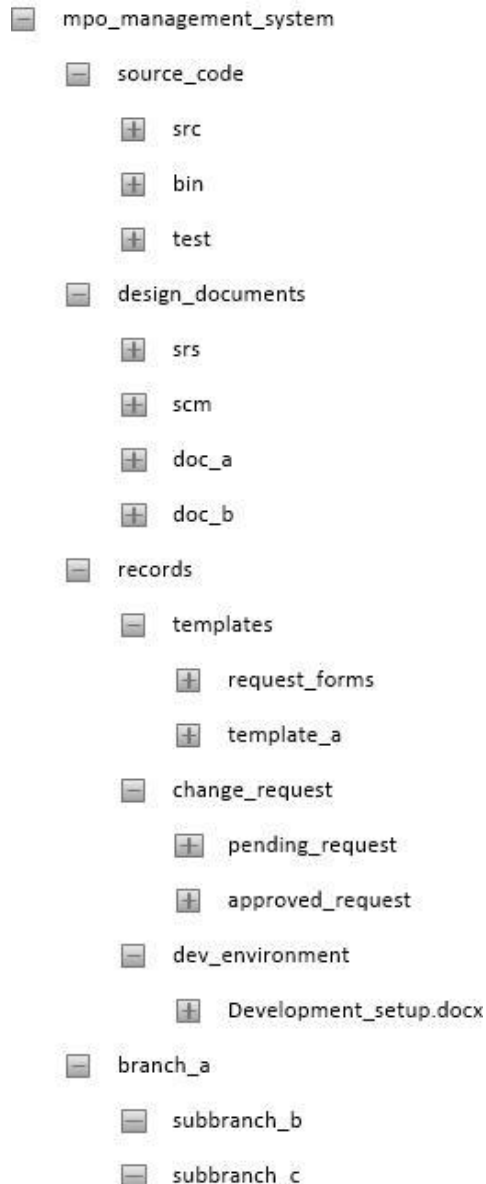 mpo_management_system
source_code
src
bin
test
design_documents
srs
scm
doc_a
doc_b
records
templates
request_forms
template_a
change_request
pending_request
approved_request
dev_environment
Development_setup.docx
branch_a
subbranch_b
subbranch_c